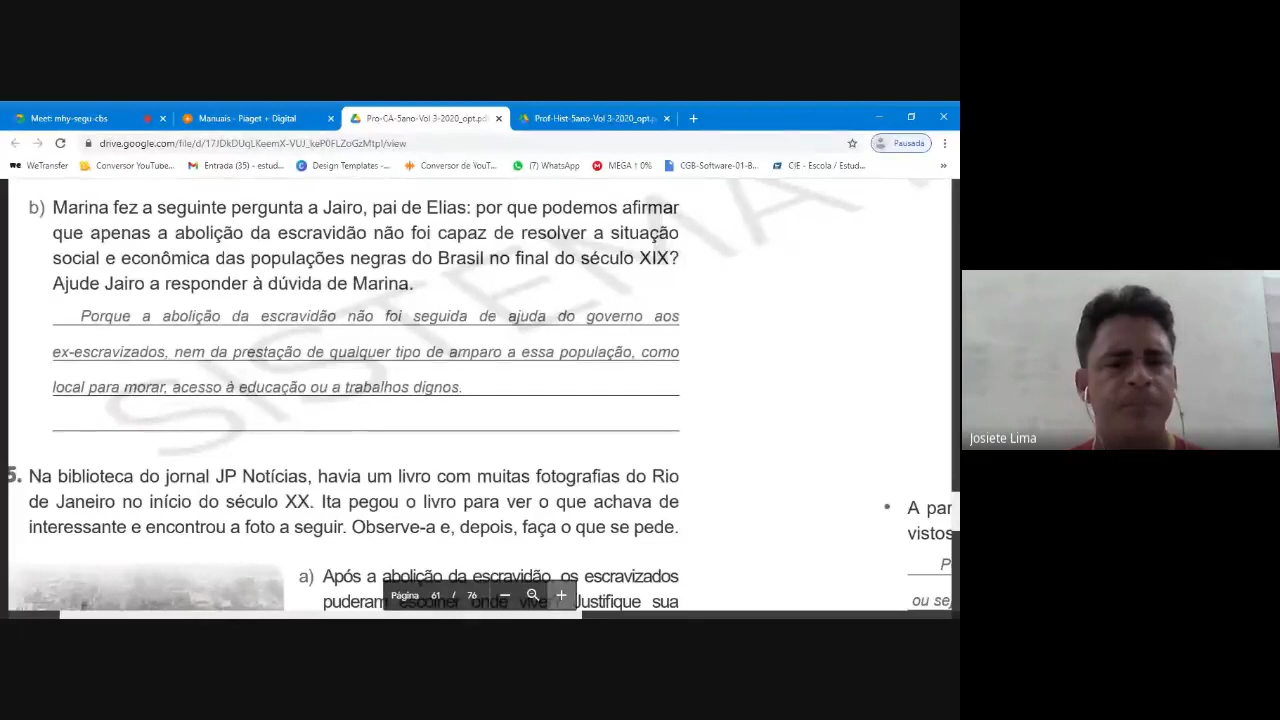 Meet: mhy-segu-cbs
Manuais - Piaget + Digital
Pro-CA-5ano-Vol 3-2020_opt.pd
Prof-Hist-5ano-Vol 3-2020_opt.p
Pausada
WeTransfer
Conversor YouTube...
Entrada (35) - estud...
Design Templates -...
Conversor de YouT...
(7) WhatsApp
MEGA
0%
CGB-Software-01-8...
CIE - Escola / Estud...
»
SISTEMA
b) Marina fez a seguinte pergunta a Jairo, pai de Elias: por que podemos afirmar
que apenas a abolição da escravidão não foi capaz de resolver a situação
social e econômica das populações negras do Brasil no final do século XIX?
Ajude Jairo a responder à dúvida de Marina.
Porque a abolição da escravidão não foi seguida de ajuda do governo aos
ex-escravizados, nem da prestação de qualquer tipo de amparo a essa população, como
local para morar, acesso à educação ou a trabalhos dignos.
5. Na biblioteca do jornal JP Notícias, havia um livro com muitas fotografias do Rio
de Janeiro no início do século XX. Ita pegou o livro para ver o que achava de
interessante e encontrou a foto a seguir. Observe-a e, depois, faça o que se pede.
a) Após a abolição da escravidão, os escravizados
puderam escolher onde viver? Justifique sua
Página 61 / 76
• A par
vistos
P
ou se
Josiete Lima